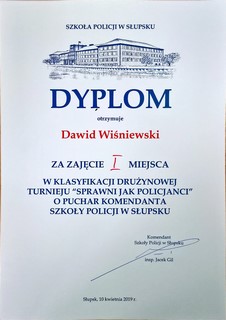 SZKOŁA POLICJI W SŁUPSKU
DYPLOM
otrzymuje
Dawid Wiśniewski
ZA ZAJĘCIE I MIEJSCA
W KLASYFIKACJI DRUŻYNOWEJ
TURNIEJU "SPRAWNI JAK POLICJANCI"
O PUCHAR KOMENDANTA
SZKOŁY POLICJI W SŁUPSKU
Komendant
Szkoły Policji w Słupsku
insp. Jacek Gil
Słupsk, 10 kwietnia 2019 r.